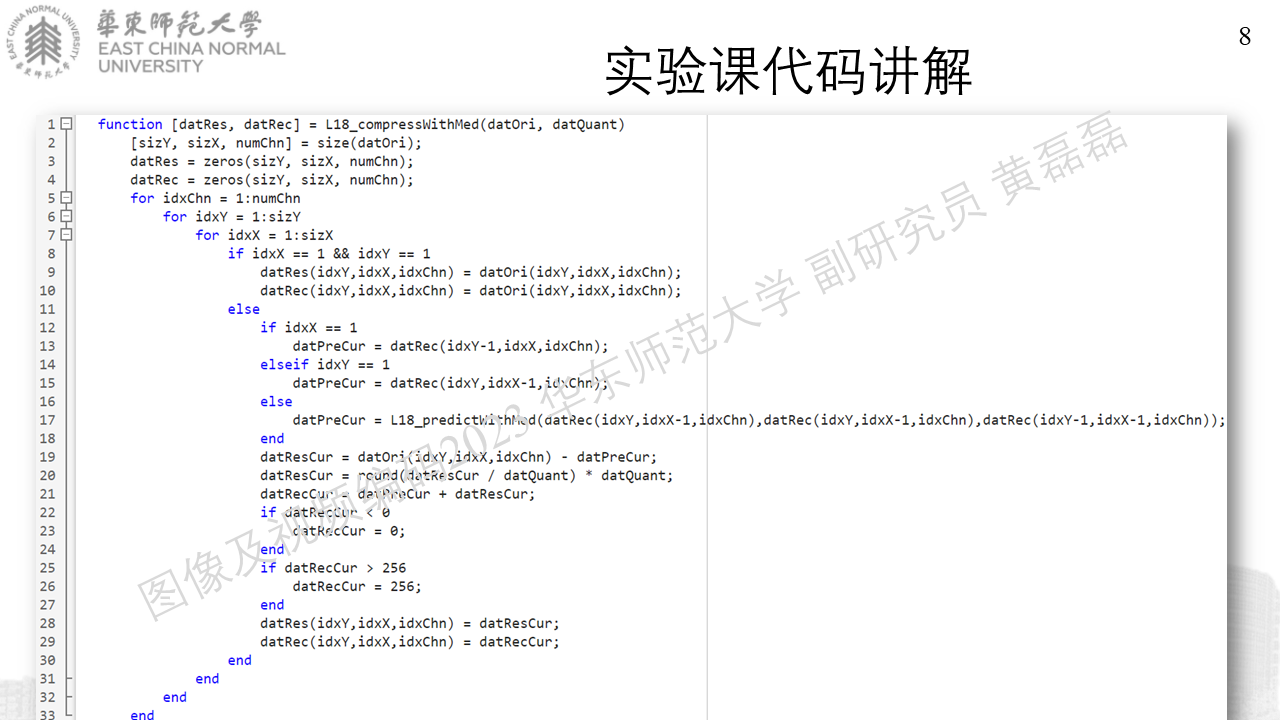 華東師范大學
EAST CHINA NORMAL
UNIVERSITY
8
实验课代码讲解
1 function [datRes, datRec] = L18_compressWithMed(datOri, datQuant)
2 [sizY, sizX, numChn] = size(datOri);
3 datRes = zeros(sizY, sizX, numChn);
4 datRec = zeros(sizY, sizX, numChn);
5 for idxChn = 1:numChn
6 for idxY = 1:sizY
7 for idxX = 1:sizX
8 if idxX == 1 && idxY == 1
9 datRes(idxY,idxX,idxChn) = datOri(idxY,idxX,idxChn);
10 datRec(idxY,idxX,idxChn) = datOri(idxY,idxX,idxChn);
11 else
12 if idxX == 1
13 datPreCur = datRec(idxY-1,idxX,idxChn);
14 elseif idxY == 1
15 datPreCur = datRec(idxY,idxX-1,idxChn);
16 else
17 datPreCur = L18_predictWithMed(datRec(idxY,idxX-1,idxChn),datRec(idxY,idxX-1,idxChn),datRec(idxY-1,idxX-1,idxChn));
18 end
19 datResCur = datOri(idxY,idxX,idxChn) - datPreCur;
20 datResCur = round(datResCur / datQuant) * datQuant;
21 datRecCur = datPreCur + datResCur;
22 if datRecCur < 0
23 datRecCur = 0;
24 end
25 if datRecCur > 256
26 datRecCur = 256;
27 end
28 datRes(idxY,idxX,idxChn) = datResCur;
29 datRec(idxY,idxX,idxChn) = datRecCur;
30 end
31 end
32 end
33 end
图像及视频编码2023 华东师范大学 副研究员 黄磊磊